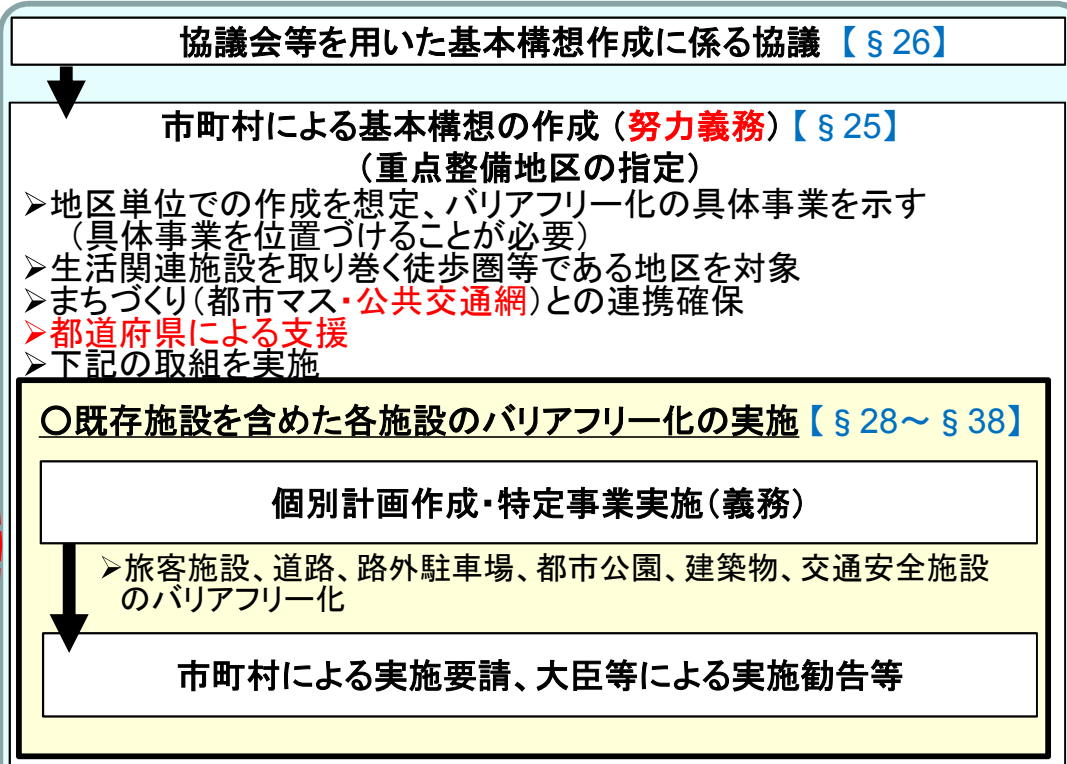 協議会等を用いた基本構想作成に係る協議【§26】
市町村による基本構想の作成（努力義務）【§25】
（重点整備地区の指定）
➢地区単位での作成を想定、バリアフリー化の具体事業を示す
（具体事業を位置づけることが必要）
➢生活関連施設を取り巻く徒歩圏等である地区を対象
➢まちづくり（都市マス・公共交通網）との連携確保
➢都道府県による支援
➢下記の取組を実施
〇既存施設を含めた各施設のバリアフリー化の実施【§28～§38】
個別計画作成・特定事業実施（義務）
➢旅客施設、道路、路外駐車場、都市公園、建築物、交通安全施設
のバリアフリー化
市町村による実施要請、大臣等による実施勧告等